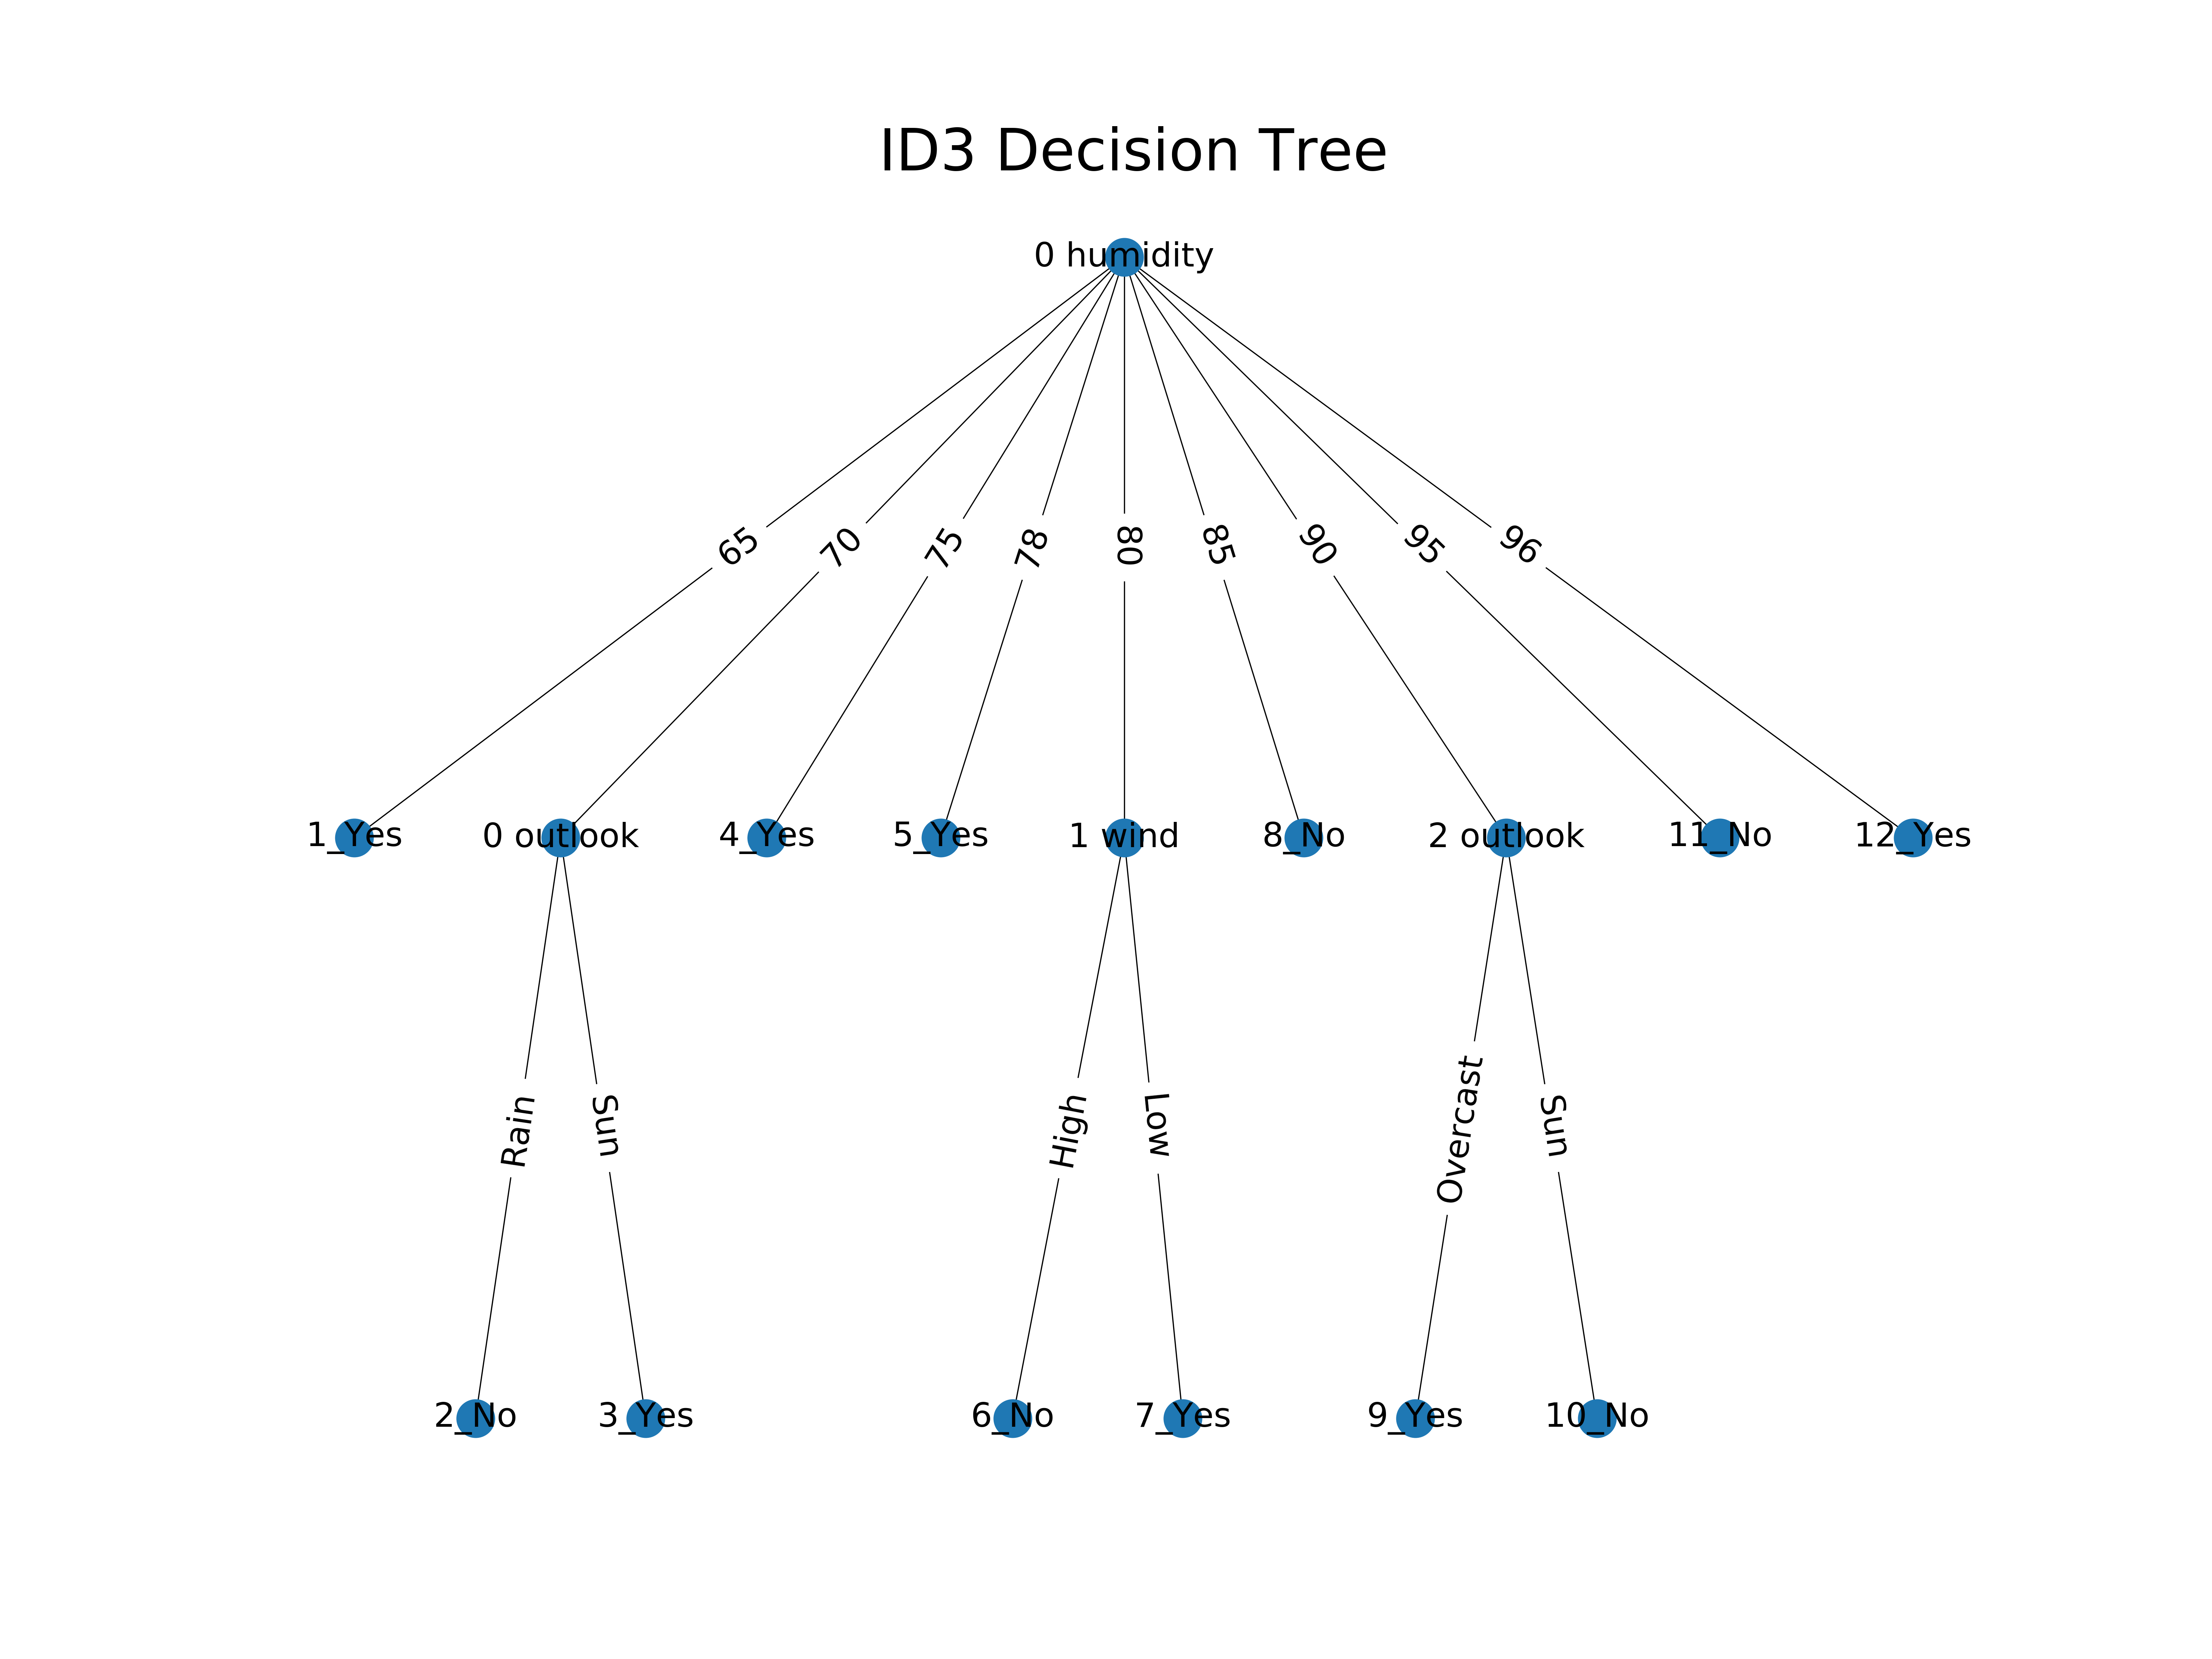 ID3 Decision Tree
0 humidity
65
70
75
78
80
85
90
95
96
1_Yes
0 outlook
4_Yes
5_Yes
1 wind
8_No
2 outlook
11_No
12_Yes
Rain
Sun
High
Low
Overcast
Sun
2_No
3_Yes
6_No
7_Yes
9_Yes
10_No